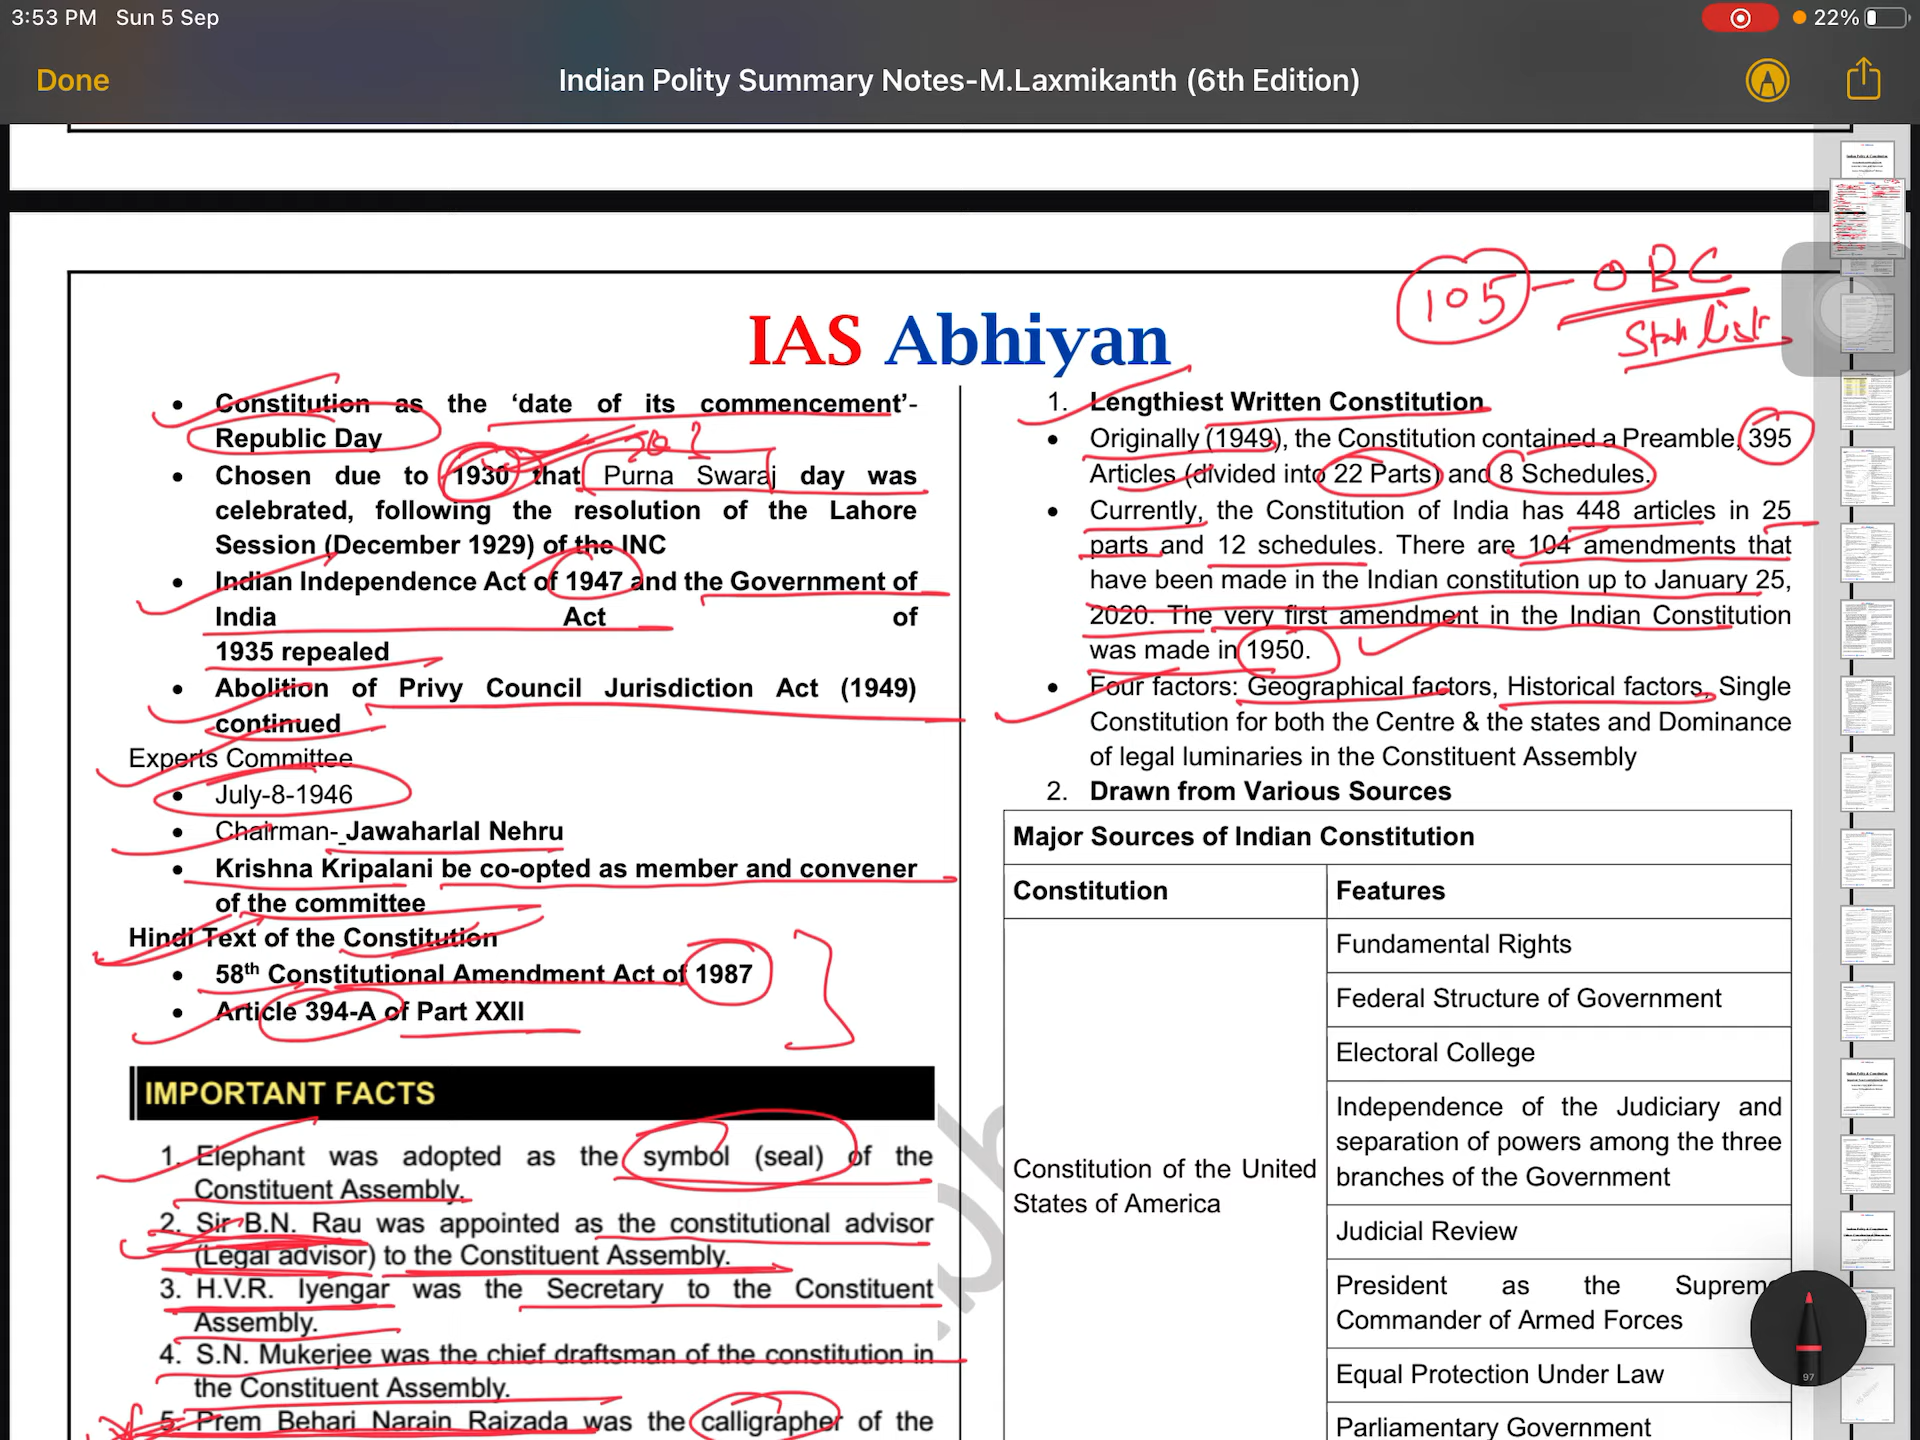 3:53 PM Sun 5 Sep
22%
Done
Indian Polity Summary Notes-M.Laxmikanth (6th Edition)
105 - OBC
IAS Abhiyan
• Constitution as the ‘date of its commencement’-
Republic Day
• Chosen due to 1930 that Purna Swaraj day was
celebrated, following the resolution of the Lahore
Session (December 1929) of the INC
• Indian Independence Act of 1947 and the Government of
India Act of
1935 repealed
• Abolition of Privy Council Jurisdiction Act (1949)
continued
Experts Committee
• July-8-1946
• Chairman- Jawaharlal Nehru
• Krishna Kripalani be co-opted as member and convener
of the committee
Hindi Text of the Constitution
• 58th Constitutional Amendment Act of 1987
• Article 394-A of Part XXII
IMPORTANT FACTS
1. Elephant was adopted as the symbol (seal) of the
Constituent Assembly.
2. Sir B.N. Rau was appointed as the constitutional advisor
(Legal advisor) to the Constituent Assembly.
3. H.V.R. Iyengar was the Secretary to the Constituent
Assembly.
4. S.N. Mukerjee was the chief draftsman of the constitution in
the Constituent Assembly.
5. Prem Behari Narain Raizada was the calligrapher of the
1. Lengthiest Written Constitution
• Originally (1949), the Constitution contained a Preamble, 395
Articles (divided into 22 Parts) and 8 Schedules.
• Currently, the Constitution of India has 448 articles in 25
parts and 12 schedules. There are 104 amendments that
have been made in the Indian constitution up to January 25,
2020. The very first amendment in the Indian Constitution
was made in 1950.
• Four factors: Geographical factors, Historical factors, Single
Constitution for both the Centre & the states and Dominance
of legal luminaries in the Constituent Assembly
2. Drawn from Various Sources
Major Sources of Indian Constitution
Constitution Features
Constitution of the United
States of America
Fundamental Rights
Federal Structure of Government
Electoral College
Independence of the Judiciary and
separation of powers among the three
branches of the Government
Judicial Review
President as the Supreme
Commander of Armed Forces
Equal Protection Under Law
Parliamentary Government
97